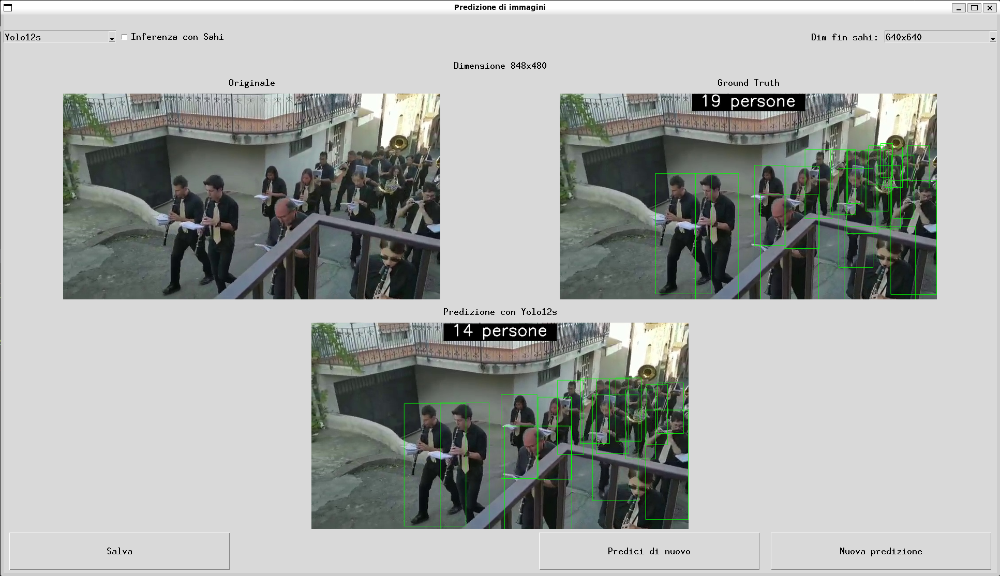 Predizione di immagini
Yolo12s
Inferenza con Sahi
Dim fin sahi: 640x640
Dimensione 848x480
Originale
Ground Truth
19 persone
Predizione con Yolo12s
14 persone
Salva
Predici di nuovo
Nuova predizione